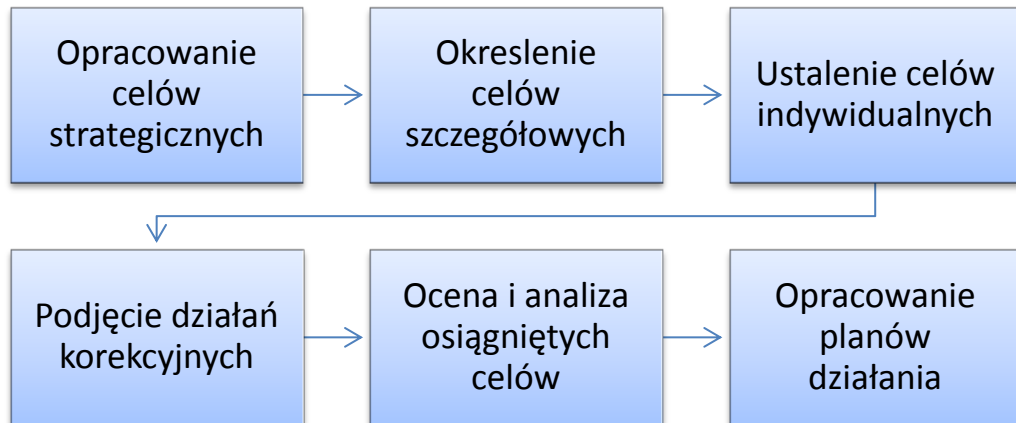 Opracowanie
celów
strategicznych
Okreslenie
celów
szczegółowych
Ustalenie celów
indywidualnych
Podjęcie działań
korekcyjnych
Ocena i analiza
osiągniętych
celów
Opracowanie
planów
działania